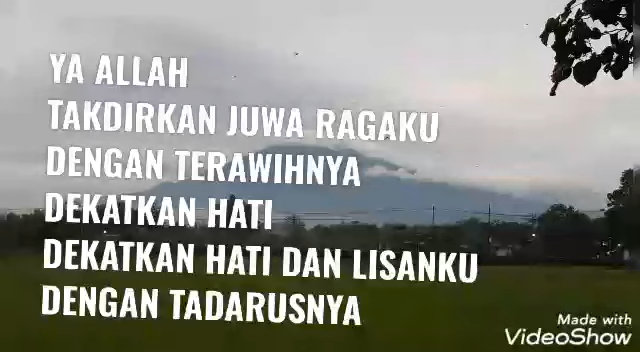 YA ALLAH
TAKDIRKAN JUWA RAGAKU
DENGAN TERAWIHNYA
DEKATKAN HATI
DEKATKAN HATI DAN LISANKU
DENGAN TADARUSNYA
Made with
VideoShow